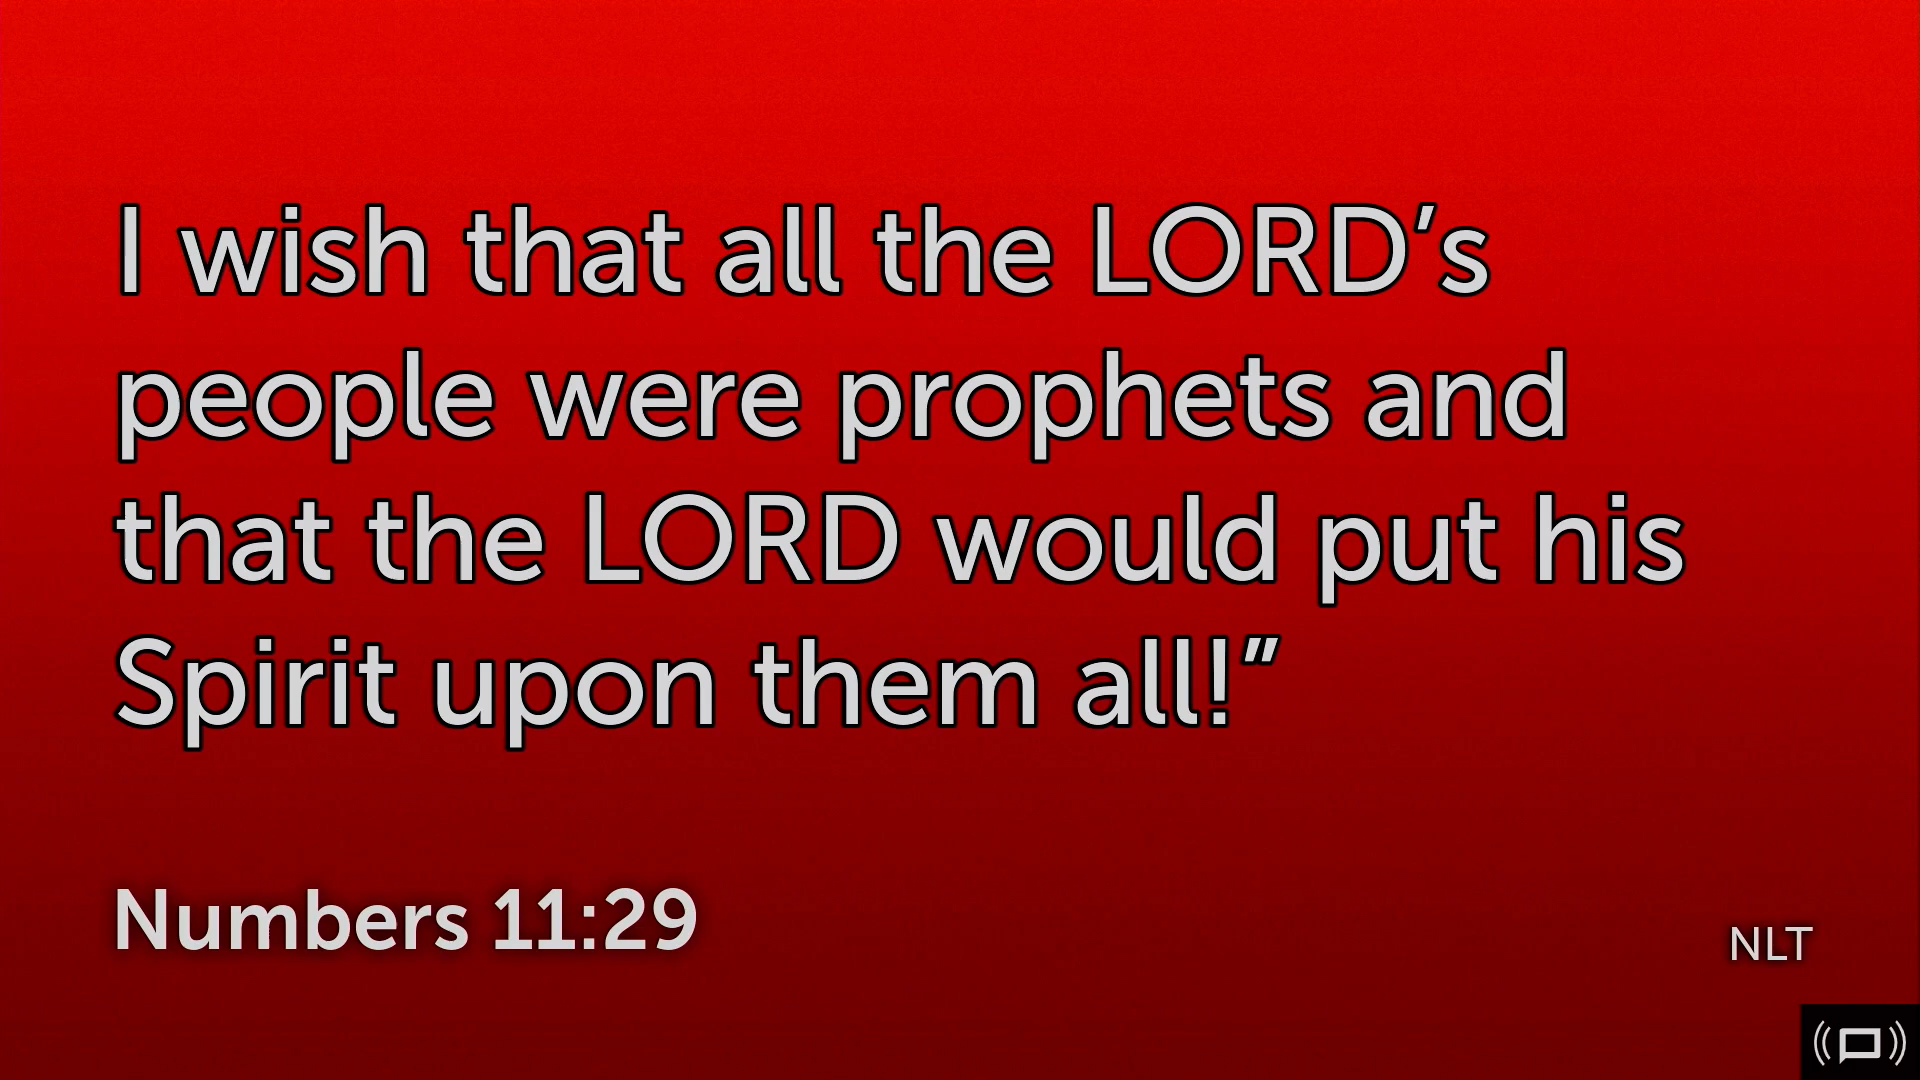 I wish that all the LORD’s
people were prophets and
that the LORD would put his
Spirit upon them all!”
Numbers 11:29
NLT